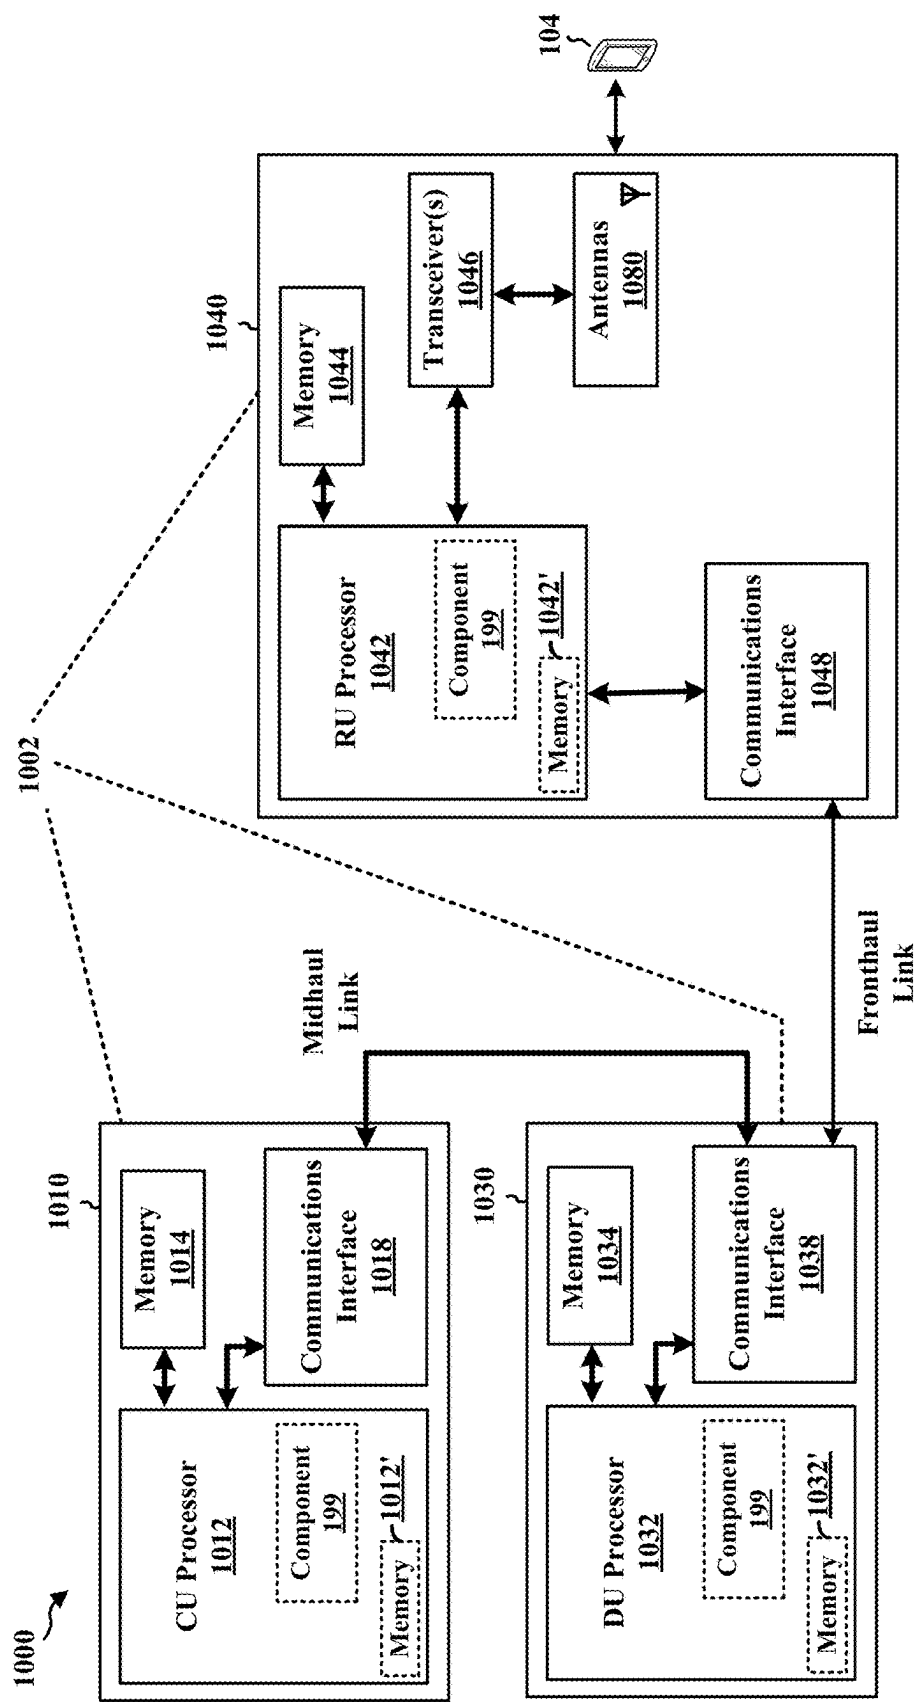 1000
1002
1010
CU Processor
1012
Component
199
Memory
1012'
Memory
1014
Communications
Interface
1018
Midhaul
Link
1030
DU Processor
1032
Component
199
Memory
1032'
Memory
1034
Communications
Interface
1038
Fronthaul
Link
1040
RU Processor
1042
Component
199
Memory
1042'
Memory
1044
Transceiver(s)
1046
Antennas
1080
Communications
Interface
1048
104